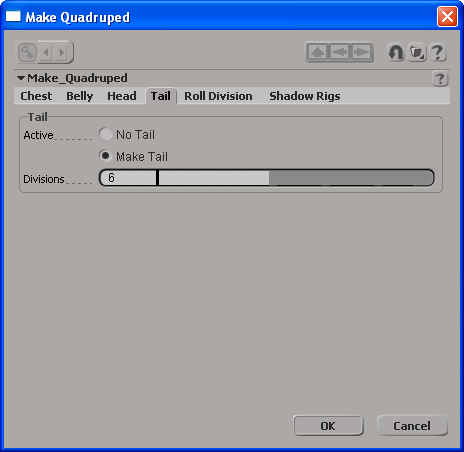 Make Quadruped
Make_Quadruped
Chest Belly Head Tail Roll Division Shadow Rigs
Tail
Active No Tail
Make Tail
Divisions 6
OK Cancel